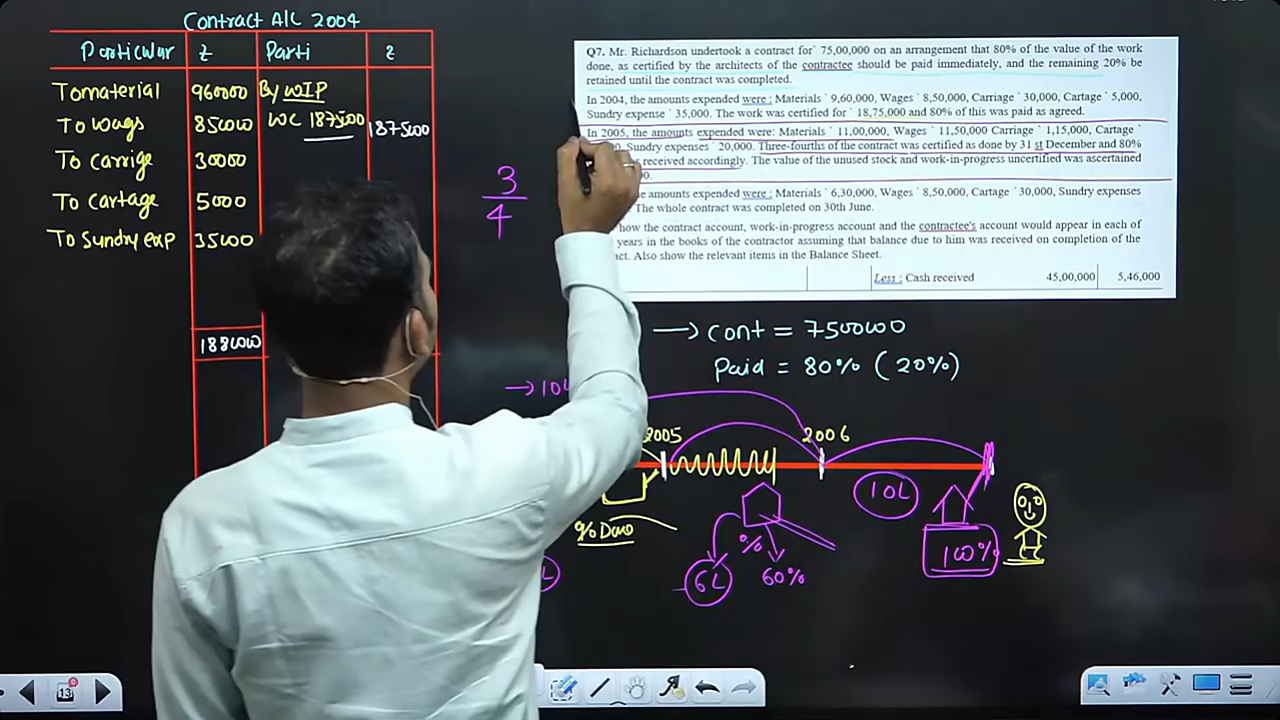 Contract A/C 2004
Particular ₹ Parti ₹
To material 960000 By WIP
To wags 850000 WC 1875000 1875000
To carrige 30000
To cartage 5000
To Sundry exp 35000
1880000
3
4
Q7. Mr. Richardson undertook a contract for ` 75,00,000 on an arrangement that 80% of the value of the work
done, as certified by the architects of the contractee should be paid immediately, and the remaining 20% be
retained until the contract was completed.
In 2004, the amounts expended were : Materials ` 9,60,000, Wages ` 8,50,000, Carriage ` 30,000, Cartage ` 5,000,
Sundry expense ` 35,000. The work was certified for ` 18,75,000 and 80% of this was paid as agreed.
In 2005, the amounts expended were: Materials ` 11,00,000, Wages ` 11,50,000 Carriage ` 1,15,000, Cartage `
Sundry expenses ` 20,000. Three-fourths of the contract was certified as done by 31 st December and 80%
received accordingly. The value of the unused stock and work-in-progress uncertified was ascertained
0.
e amounts expended were : Materials ` 6,30,000, Wages ` 8,50,000, Cartage ` 30,000, Sundry expenses
The whole contract was completed on 30th June.
how the contract account, work-in-progress account and the contractee's account would appear in each of
years in the books of the contractor assuming that balance due to him was received on completion of the
ct. Also show the relevant items in the Balance Sheet.
Less : Cash received 45,00,000 5,46,000
→ cont = 7500000
Paid = 80% (20%)
→ 10L
2005 2006
10L
% Done
%
6L 60%
100%
L
13